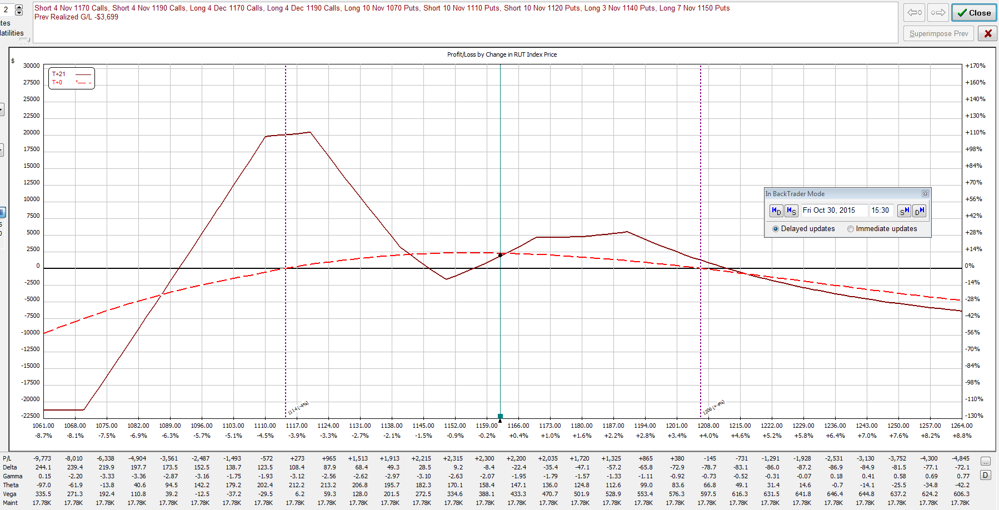 2
Short 4 Nov 1170 Calls, Short 4 Nov 1190 Calls, Long 4 Dec 1170 Calls, Long 4 Dec 1190 Calls, Long 10 Nov 1070 Puts, Short 10 Nov 1110 Puts, Short 10 Nov 1120 Puts, Long 3 Nov 1140 Puts, Long 7 Nov 1150 Puts
Prev Realized G/L -$3,699
Close
Superimpose Prev
Profit/Loss by Change in RUT Index Price
$
T+21
T+0
30000 +170%
27500 +160%
25000 +140%
22500 +130%
20000 +110%
17500 +98%
15000 +84%
12500 +70%
10000 +56%
7500 +42%
5000 +28%
2500 +14%
0 0%
-2500 -14%
-5000 -28%
-7500 -42%
-10000 -56%
-12500 -70%
-15000 -84%
-17500 -98%
-20000 -110%
-22500 -130%
In BackTrader Mode
D S Fri Oct 30, 2015 15:30 S D
Delayed updates Immediate updates
1114 (-4%) 1206 (+4%)
1061.00 1068.00 1075.00 1082.00 1089.00 1096.00 1103.00 1110.00 1117.00 1124.00 1131.00 1138.00 1145.00 1152.00 1159.00 1166.00 1173.00 1180.00 1187.00 1194.00 1201.00 1208.00 1215.00 1222.00 1229.00 1236.00 1243.00 1250.00 1257.00 1264.00
-8.7% -8.1% -7.5% -6.9% -6.3% -5.7% -5.1% -4.5% -3.9% -3.3% -2.7% -2.1% -1.5% -0.9% -0.2% +0.4% +1.0% +1.6% +2.2% +2.8% +3.4% +4.0% +4.6% +5.2% +5.8% +6.4% +7.0% +7.6% +8.2% +8.8%
P/L -9,773 -8,010 -6,338 -4,904 -3,561 -2,487 -1,493 -572 +273 +965 +1,513 +1,913 +2,215 +2,315 +2,300 +2,200 +2,035 +1,720 +1,325 +865 +380 -145 -731 -1,291 -1,928 -2,531 -3,130 -3,752 -4,300 -4,845
Delta 244.1 239.4 219.9 197.7 173.5 152.5 138.7 123.5 108.4 87.9 68.4 49.3 28.5 9.2 -8.4 -22.4 -35.4 -47.1 -57.2 -65.8 -72.9 -78.7 -83.1 -86.0 -87.2 -86.9 -84.9 -81.5 -77.1 -72.1
Gamma 0.15 -2.20 -3.33 -3.36 -2.87 -3.16 -1.75 -1.93 -3.12 -2.56 -2.62 -2.97 -3.10 -2.63 -2.07 -1.95 -1.79 -1.57 -1.33 -1.11 -0.92 -0.73 -0.52 -0.31 -0.07 0.18 0.41 0.58 0.69 0.77
Theta -97.0 -61.9 -13.8 40.6 94.5 142.2 179.2 202.4 212.2 213.2 206.8 195.7 182.3 170.1 158.4 147.1 136.0 124.8 112.6 99.0 83.6 66.8 49.1 31.4 14.6 -0.7 -14.1 -25.5 -34.8 -42.2
Vega 335.5 271.3 192.4 110.8 39.2 -12.5 -37.2 -29.5 6.2 59.3 128.0 201.5 272.5 334.6 388.1 433.3 470.7 501.9 528.9 553.4 576.3 597.5 616.3 631.5 641.8 646.4 644.8 637.2 624.2 606.3
Maint 17.78K 17.78K 17.78K 17.78K 17.78K 17.78K 17.78K 17.78K 17.78K 17.78K 17.78K 17.78K 17.78K 17.78K 17.78K 17.78K 17.78K 17.78K 17.78K 17.78K 17.78K 17.78K 17.78K 17.78K 17.78K 17.78K 17.78K 17.78K 17.78K 17.78K
...
D